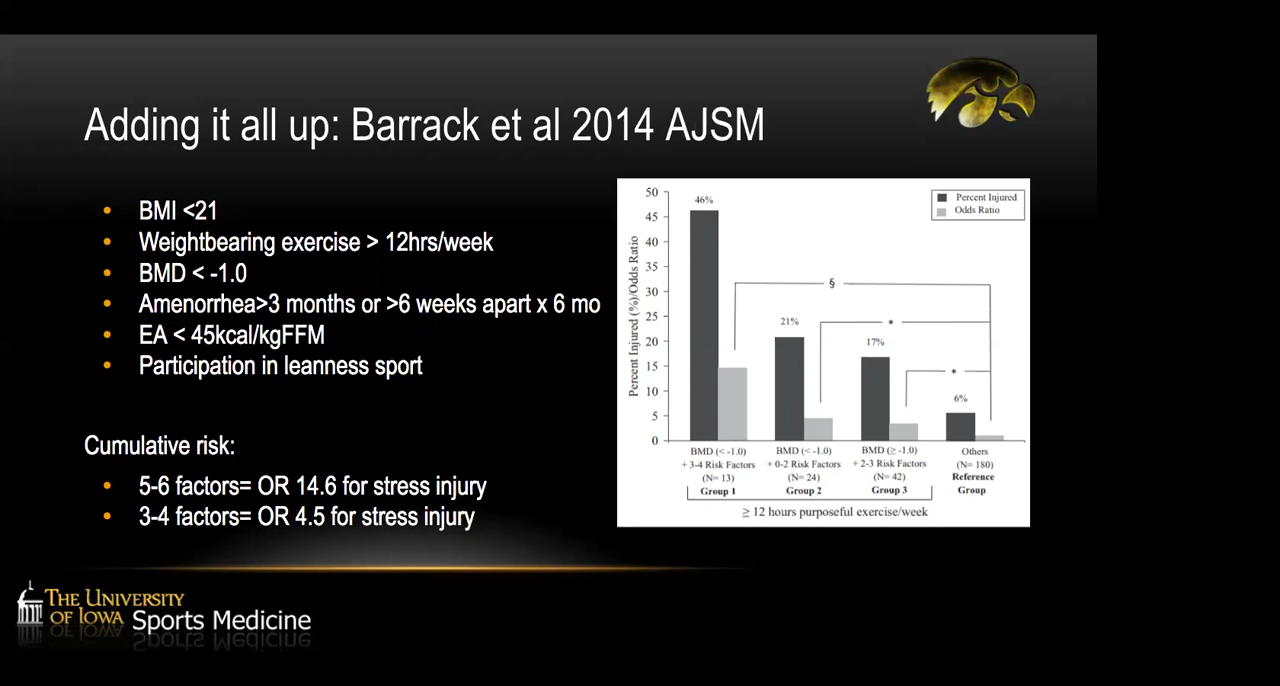 Adding it all up: Barrack et al 2014 AJSM
• BMI <21
• Weightbearing exercise > 12hrs/week
• BMD < -1.0
• Amenorrhea>3 months or >6 weeks apart x 6 mo
• EA < 45kcal/kgFFM
• Participation in leanness sport
Cumulative risk:
• 5-6 factors= OR 14.6 for stress injury
• 3-4 factors= OR 4.5 for stress injury
Percent Injured (%)/Odds Ratio
50
45
40
35
30
25
20
15
10
5
0
Percent Injured
Odds Ratio
46%
21%
17%
6%
§
*
*
BMD (< -1.0)
+ 3-4 Risk Factors
(N= 13)
Group 1
BMD (< -1.0)
+ 0-2 Risk Factors
(N= 24)
Group 2
BMD (≥ -1.0)
+ 2-3 Risk Factors
(N= 42)
Group 3
Others
(N= 180)
Reference
Group
≥ 12 hours purposeful exercise/week
THE UNIVERSITY
OF IOWA Sports Medicine